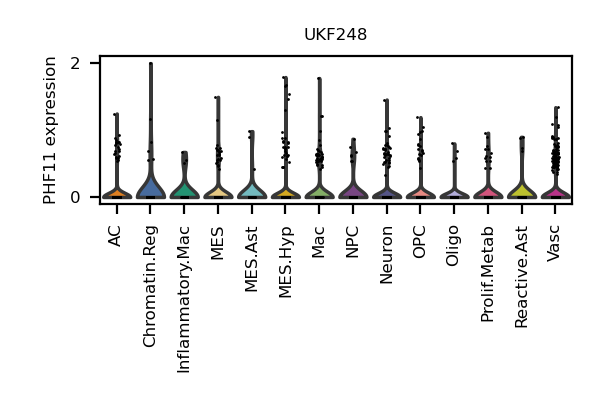 UKF248
PHF11 expression
2
0
AC
Chromatin.Reg
Inflammatory.Mac
MES
MES.Ast
MES.Hyp
Mac
NPC
Neuron
OPC
Oligo
Prolif.Metab
Reactive.Ast
Vasc